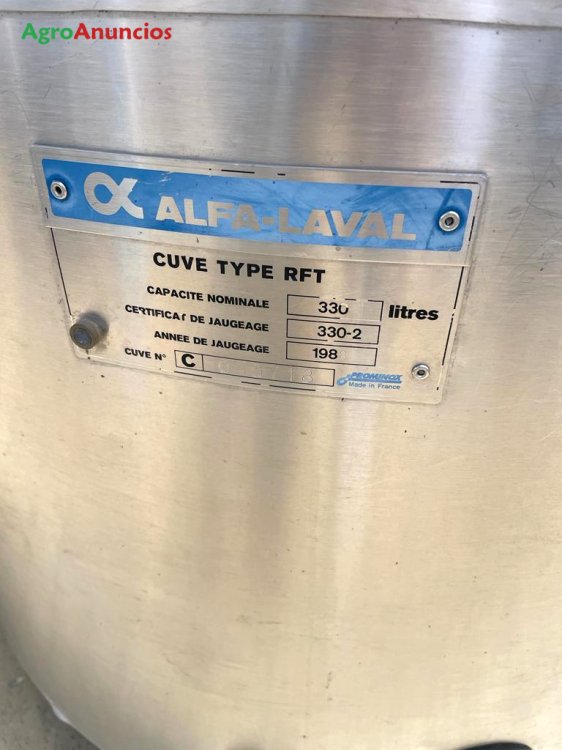 AgroAnuncios
α ALFA-LAVAL
CUVE TYPE RFT
CAPACITE NOMINALE 330 litres
CERTIFICAT DE JAUGEAGE 330-2
ANNEE DE JAUGEAGE 198
CUVE N° C
PROMINOX
Made in France